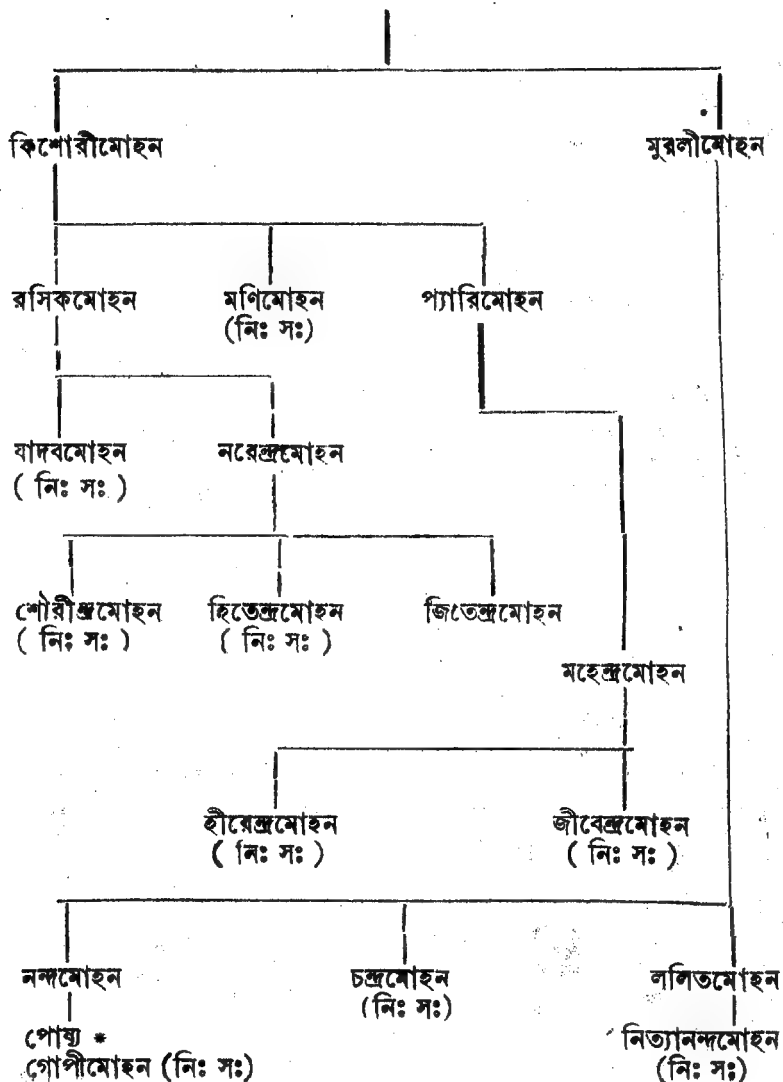 কিশোরীমোহন মুরলীমোহন
রসিকমোহন মণিমোহন প্যারিমোহন
(নিঃ সঃ)
যাদবমোহন নরেন্দ্রমোহন
( নিঃ সঃ )
শৌরীন্দ্রমোহন হিতেন্দ্রমোহন জিতেন্দ্রমোহন
( নিঃ সঃ ) ( নিঃ সঃ )
মহেন্দ্রমোহন
হীরেন্দ্রমোহন জীবেন্দ্রমোহন
( নিঃ সঃ ) ( নিঃ সঃ )
নন্দমোহন চন্দ্রমোহন ললিতমোহন
(নিঃ সঃ)
পোষ্য * নিত্যানন্দমোহন
গোপীমোহন (নিঃ সঃ) (নিঃ সঃ)